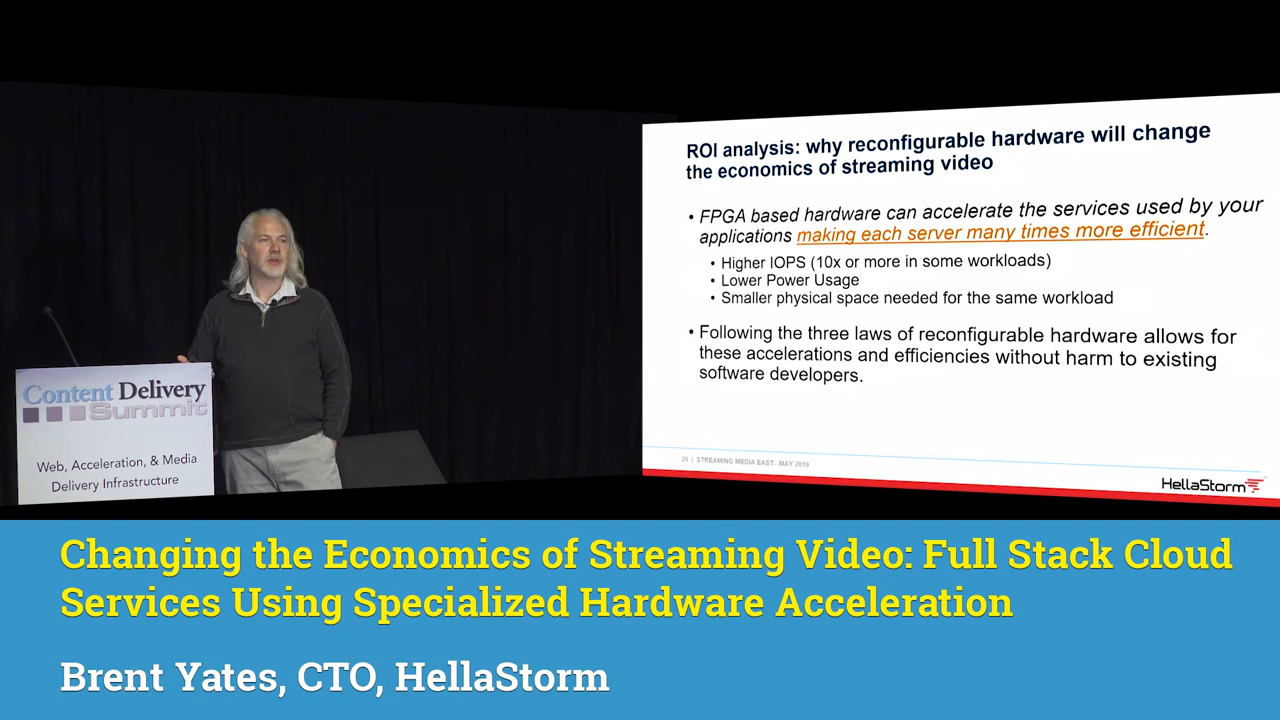 Content Delivery
Summit
Web, Acceleration, & Media
Delivery Infrastructure
ROI analysis: why reconfigurable hardware will change
the economics of streaming video
• FPGA based hardware can accelerate the services used by your
applications making each server many times more efficient.
• Higher IOPS (10x or more in some workloads)
• Lower Power Usage
• Smaller physical space needed for the same workload
• Following the three laws of reconfigurable hardware allows for
these accelerations and efficiencies without harm to existing
software developers.
20 | STREAMING MEDIA EAST- MAY 2019
HellaStorm
Changing the Economics of Streaming Video: Full Stack Cloud
Services Using Specialized Hardware Acceleration
Brent Yates, CTO, HellaStorm